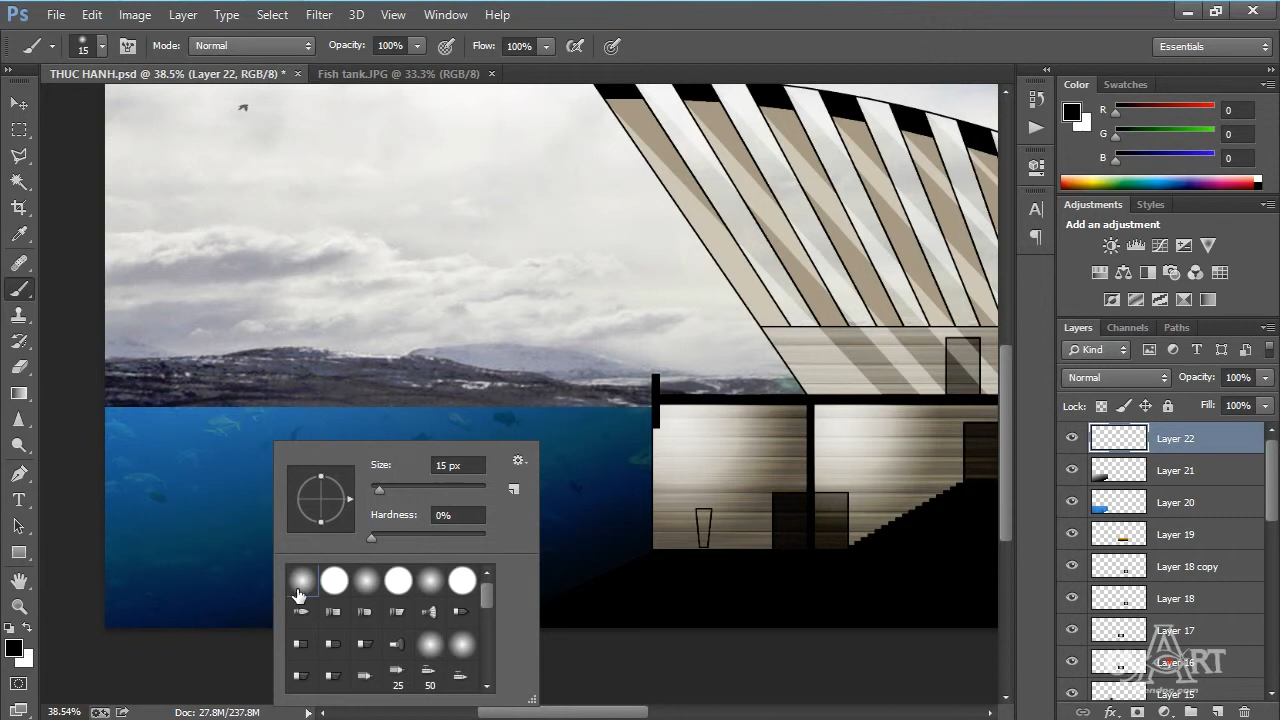 Ps File Edit Image Layer Type Select Filter 3D View Window Help
15 Mode: Normal Opacity: 100% Flow: 100% Essentials
THUC HANH.psd @ 38.5% (Layer 22, RGB/8) * × Fish tank.JPG @ 33.3% (RGB/8) ×
Color Swatches
R 0
G 0
B 0
Adjustments Styles
Add an adjustment
Layers Channels Paths
Kind
Normal Opacity: 100%
Lock: Fill: 100%
Layer 22
Layer 21
Layer 20
Layer 19
Layer 18 copy
Layer 18
Layer 17
Layer 16
Layer 15
Size: 15 px
Hardness: 0%
25 50
ART
38.54% Doc: 27.8M/237.8M